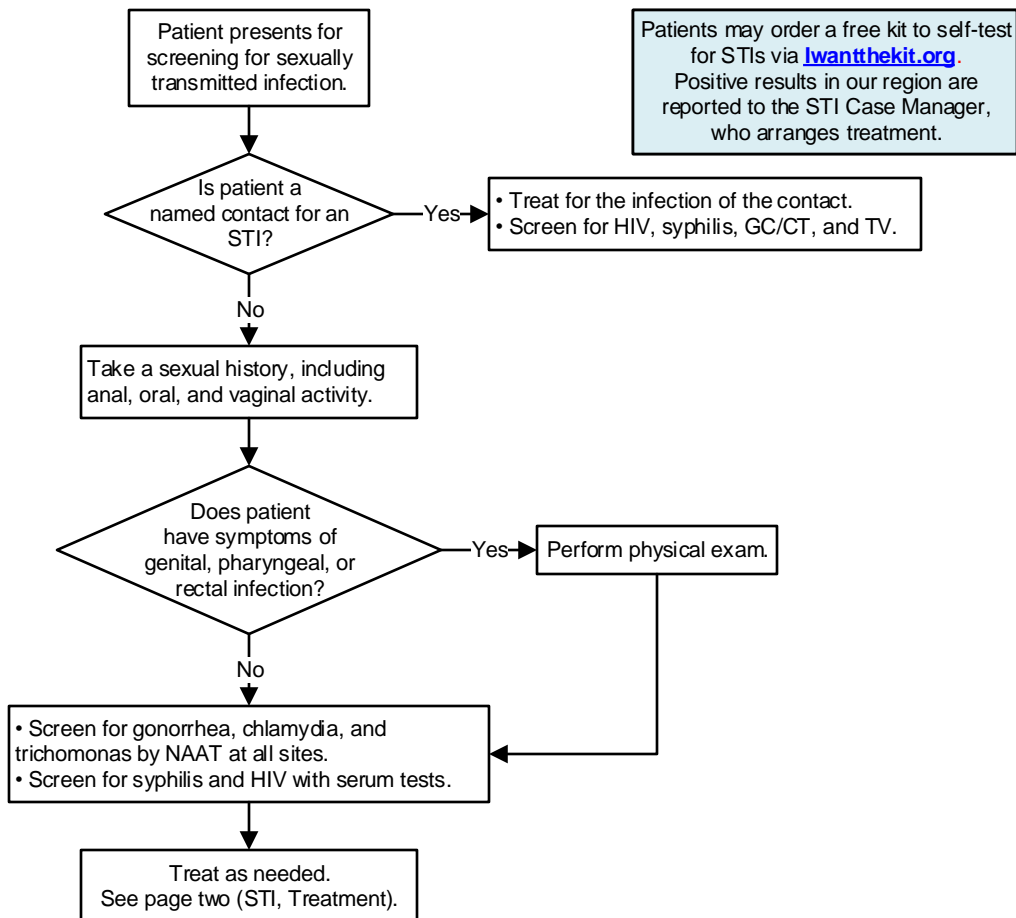 Patient presents for
screening for sexually
transmitted infection.
Patients may order a free kit to self-test
for STIs via Iwantthekit.org.
Positive results in our region are
reported to the STI Case Manager,
who arranges treatment.
Is patient a
named contact for an
STI?
Yes
• Treat for the infection of the contact.
• Screen for HIV, syphilis, GC/CT, and TV.
No
Take a sexual history, including
anal, oral, and vaginal activity.
Does patient
have symptoms of
genital, pharyngeal, or
rectal infection?
Yes
Perform physical exam.
No
• Screen for gonorrhea, chlamydia, and
trichomonas by NAAT at all sites.
• Screen for syphilis and HIV with serum tests.
Treat as needed.
See page two (STI, Treatment).